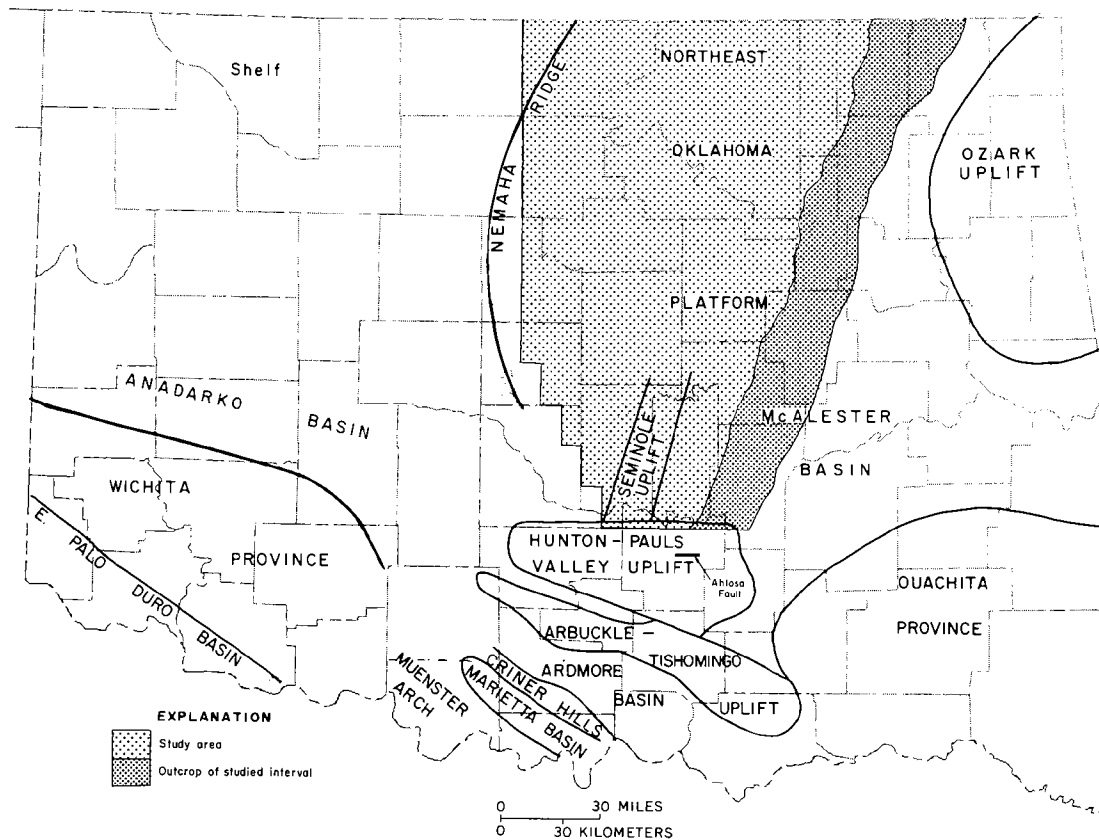 Shelf
NEMAHA RIDGE
NORTHEAST
OKLAHOMA
PLATFORM
OZARK
UPLIFT
ANADARKO
BASIN
SEMINOLE
UPLIFT
McALESTER
BASIN
WICHITA
PROVINCE
E. PALO DURO BASIN
HUNTON - PAULS
VALLEY UPLIFT
Ahlosa
Fault
OUACHITA
PROVINCE
ARBUCKLE -
TISHOMINGO
UPLIFT
ARDMORE
BASIN
CRINER HILLS
MARIETTA BASIN
MUENSTER
ARCH
EXPLANATION
Study area
Outcrop of studied interval
0 30 MILES
0 30 KILOMETERS